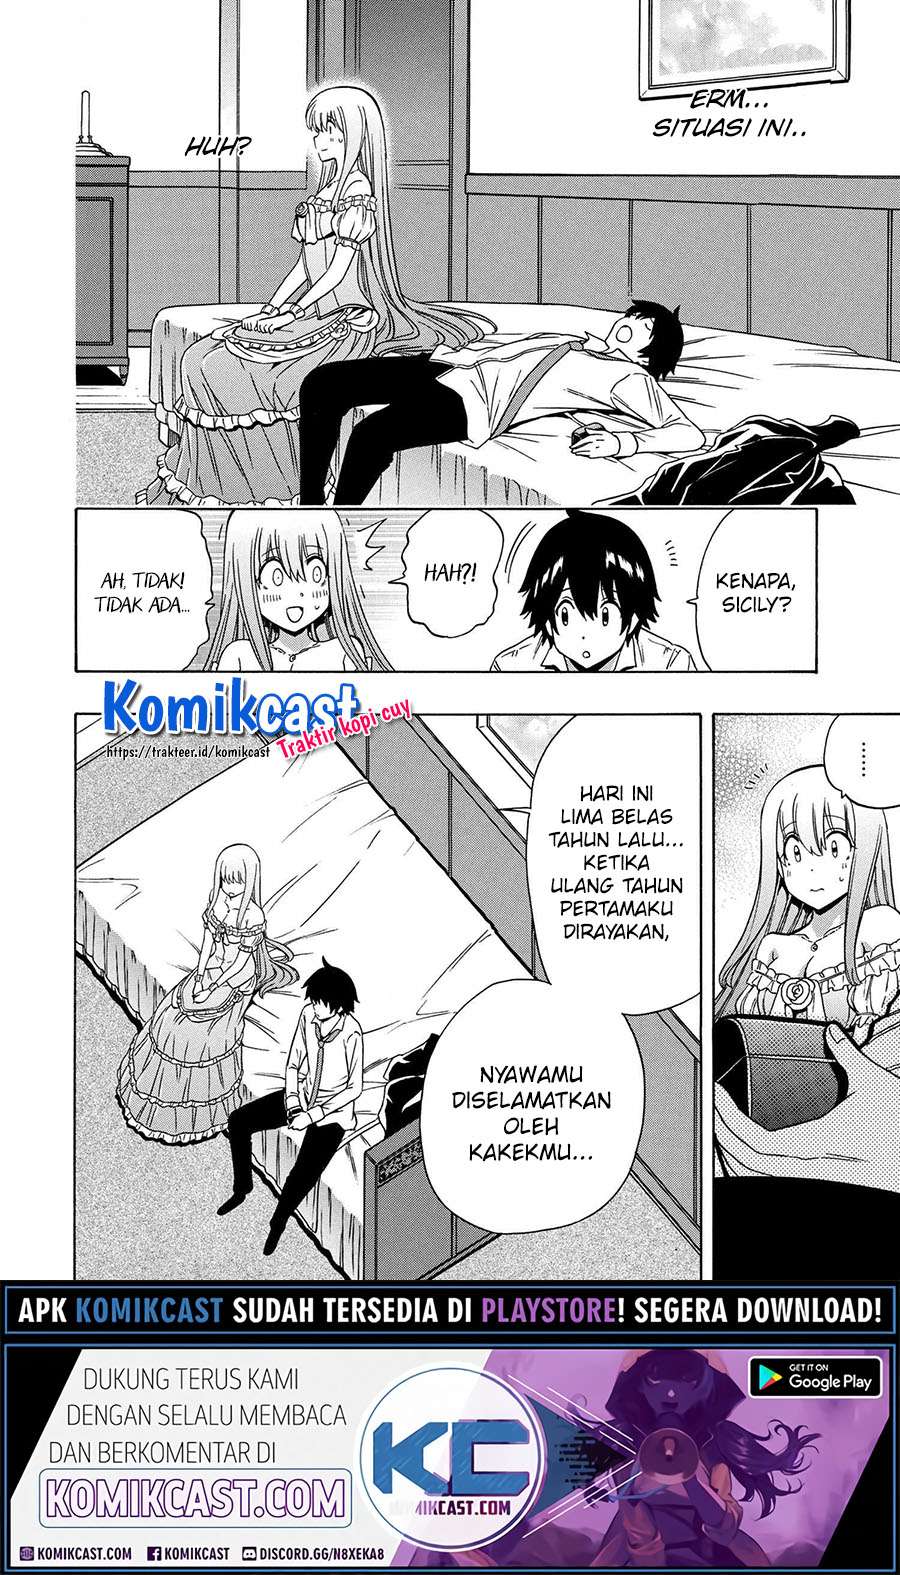 ERM...
SITUASI INI..
HUH?
KENAPA,
SICILY?
HAH?!
AH, TIDAK!
TIDAK ADA...
Komikcast
https://trakteer.id/komikcast
Traktir kopi cuy
........
HARI INI
LIMA BELAS
TAHUN LALU...
KETIKA
ULANG TAHUN
PERTAMAKU
DIRAYAKAN,
NYAWAMU
DISELAMATKAN
OLEH
KAKEKMU...
APK KOMIKCAST SUDAH TERSEDIA DI PLAYSTORE! SEGERA DOWNLOAD!
DUKUNG TERUS KAMI
DENGAN SELALU MEMBACA
DAN BERKOMENTAR DI
KOMIKCAST.COM
KOMIKCAST.COM
KOMIKCAST
DISCORD.GG/N8XEKA8
KC
GET IT ON
Google Play